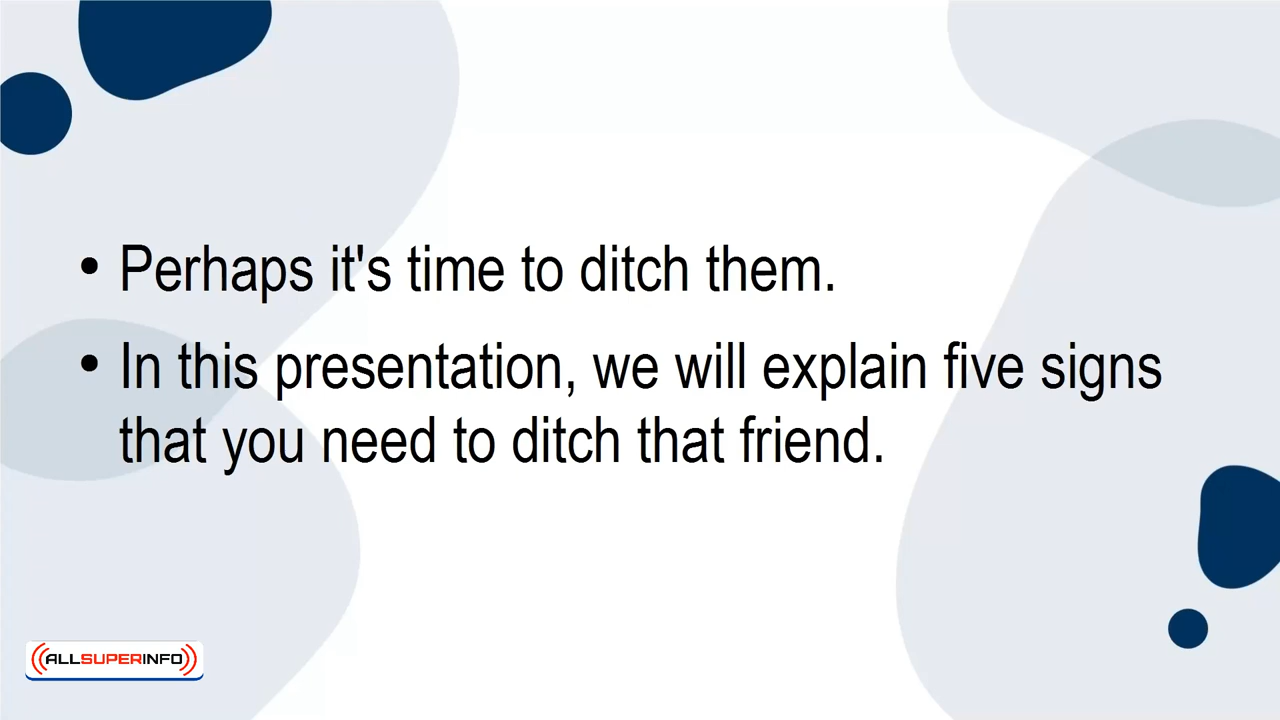 • Perhaps it's time to ditch them.
• In this presentation, we will explain five signs
that you need to ditch that friend.
ALLSUPERINFO